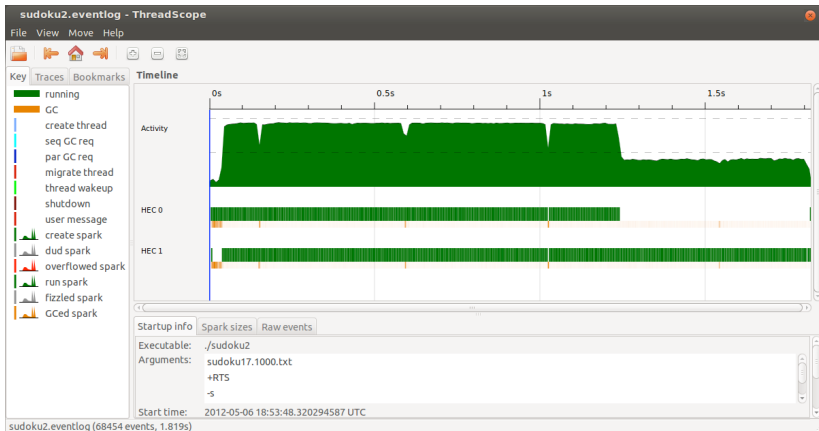 sudoku2.eventlog - ThreadScope
File View Move Help
Key Traces Bookmarks
running
GC
create thread
seq GC req
par GC req
migrate thread
thread wakeup
shutdown
user message
create spark
dud spark
overflowed spark
run spark
fizzled spark
GCed spark
Timeline
0s 0.5s 1s 1.5s
Activity
HEC 0
HEC 1
Startup info Spark sizes Raw events
Executable: ./sudoku2
Arguments: sudoku17.1000.txt
+RTS
-s
Start time: 2012-05-06 18:53:48.320294587 UTC
sudoku2.eventlog (68454 events, 1.819s)